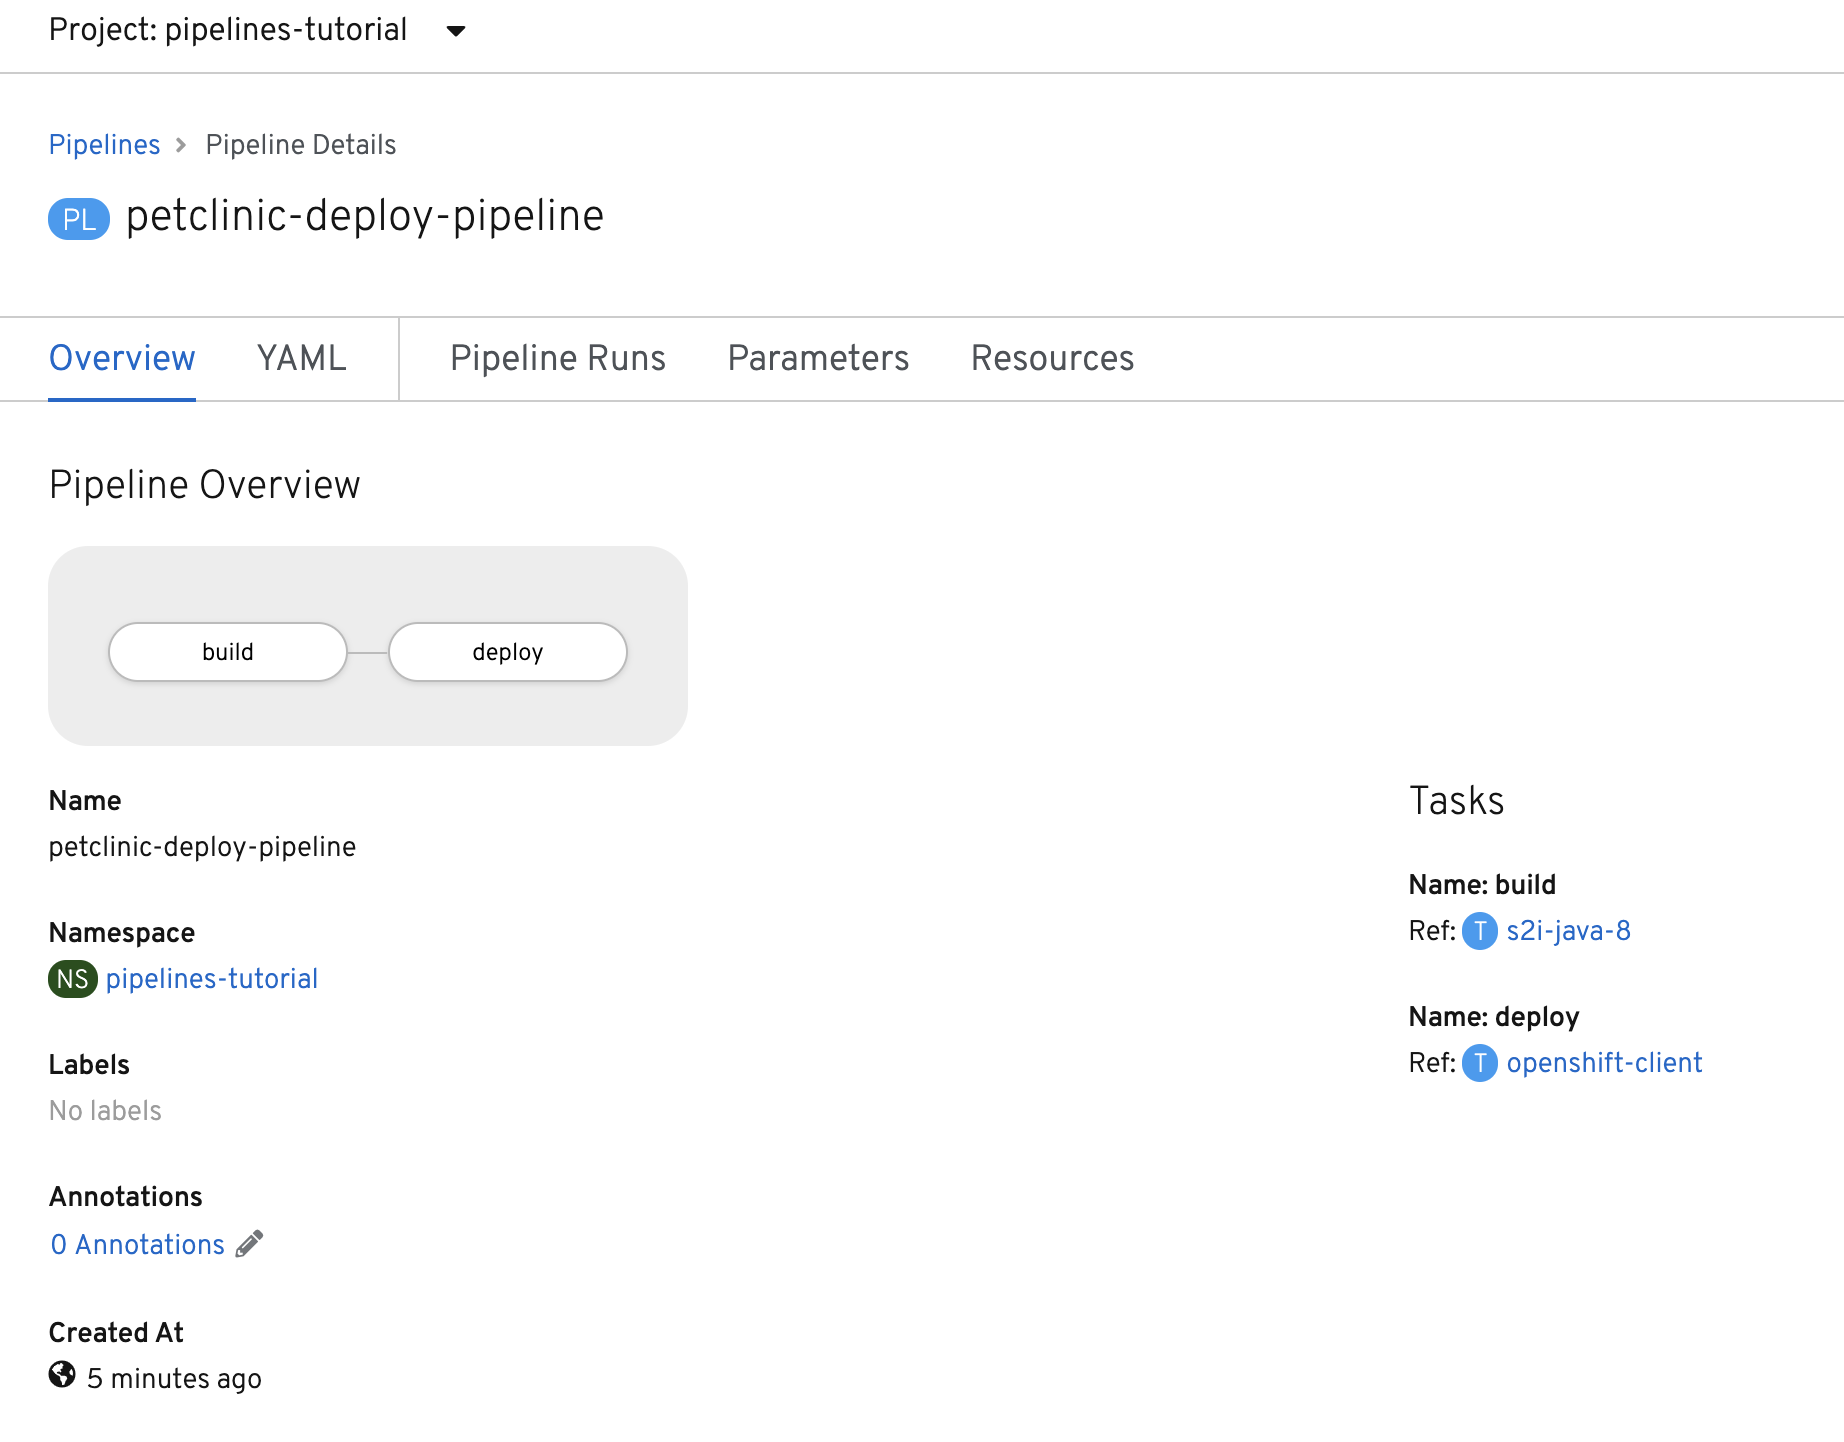 Project: pipelines-tutorial
Pipelines > Pipeline Details
PL petclinic-deploy-pipeline
Overview YAML Pipeline Runs Parameters Resources
Pipeline Overview
build deploy
Name
petclinic-deploy-pipeline
Namespace
NS pipelines-tutorial
Labels
No labels
Annotations
0 Annotations
Created At
5 minutes ago
Tasks
Name: build
Ref: T s2i-java-8
Name: deploy
Ref: T openshift-client